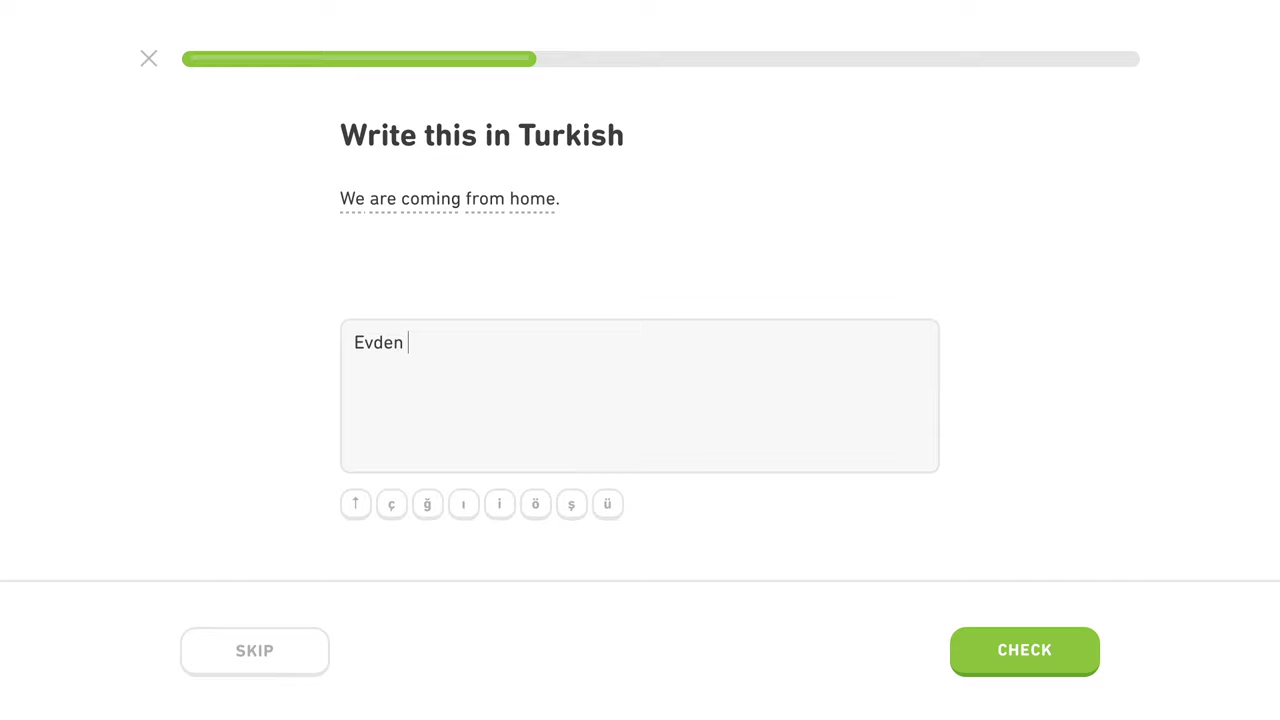 Write this in Turkish
We are coming from home.
Evden
↑ ç ğ ı i ö ş ü
SKIP
CHECK